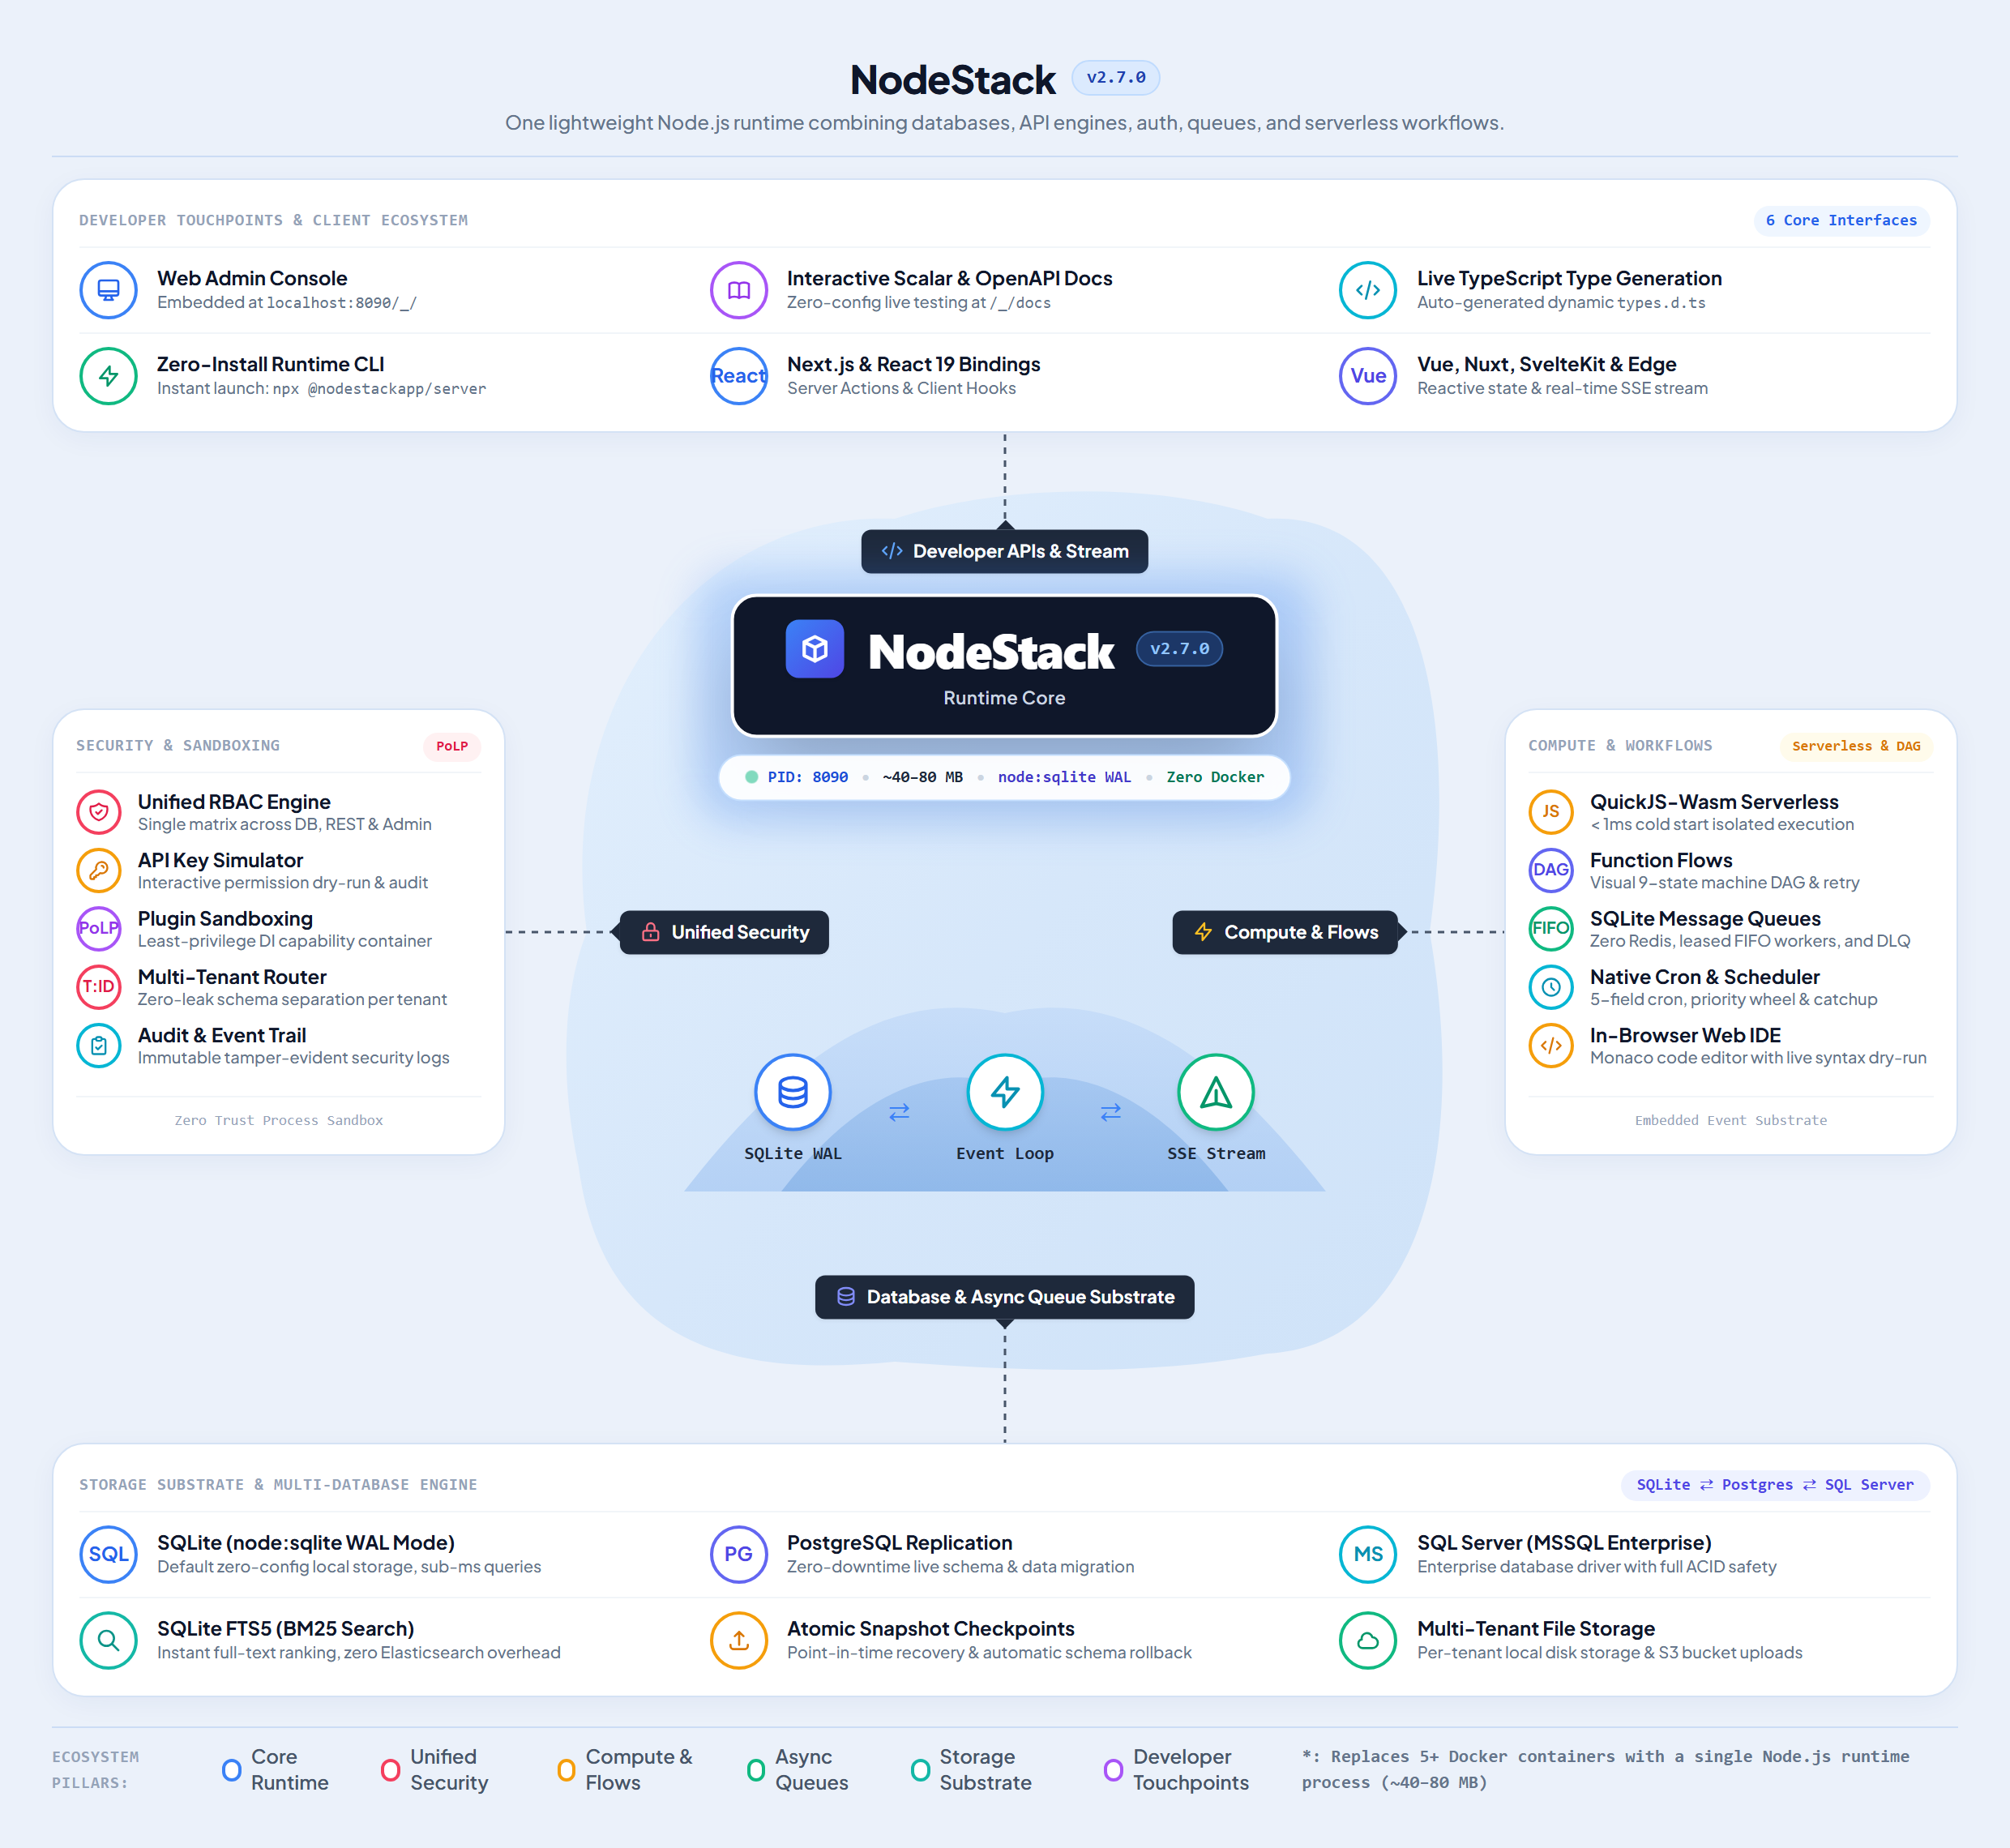 NodeStack v2.7.0
One lightweight Node.js runtime combining databases, API engines, auth, queues, and serverless workflows.
DEVELOPER TOUCHPOINTS & CLIENT ECOSYSTEM
6 Core Interfaces
Web Admin Console
Embedded at localhost:8090/_/
Interactive Scalar & OpenAPI Docs
Zero-config live testing at /_/docs
Live TypeScript Type Generation
Auto-generated dynamic types.d.ts
Zero-Install Runtime CLI
Instant launch: npx @nodestackapp/server
React
Next.js & React 19 Bindings
Server Actions & Client Hooks
Vue
Vue, Nuxt, SvelteKit & Edge
Reactive state & real-time SSE stream
Developer APIs & Stream
NodeStack v2.7.0
Runtime Core
PID: 8090 • ~40–80 MB • node:sqlite WAL • Zero Docker
SECURITY & SANDBOXING
PoLP
Unified RBAC Engine
Single matrix across DB, REST & Admin
API Key Simulator
Interactive permission dry-run & audit
PoLP
Plugin Sandboxing
Least-privilege DI capability container
T:ID
Multi-Tenant Router
Zero-leak schema separation per tenant
Audit & Event Trail
Immutable tamper-evident security logs
Zero Trust Process Sandbox
Unified Security
Compute & Flows
COMPUTE & WORKFLOWS
Serverless & DAG
JS
QuickJS-Wasm Serverless
< 1ms cold start isolated execution
DAG
Function Flows
Visual 9-state machine DAG & retry
FIFO
SQLite Message Queues
Zero Redis, leased FIFO workers, and DLQ
Native Cron & Scheduler
5-field cron, priority wheel & catchup
In-Browser Web IDE
Monaco code editor with live syntax dry-run
Embedded Event Substrate
SQLite WAL
⇄
Event Loop
⇄
SSE Stream
Database & Async Queue Substrate
STORAGE SUBSTRATE & MULTI-DATABASE ENGINE
SQLite ⇄ Postgres ⇄ SQL Server
SQL
SQLite (node:sqlite WAL Mode)
Default zero-config local storage, sub-ms queries
PG
PostgreSQL Replication
Zero-downtime live schema & data migration
MS
SQL Server (MSSQL Enterprise)
Enterprise database driver with full ACID safety
SQLite FTS5 (BM25 Search)
Instant full-text ranking, zero Elasticsearch overhead
Atomic Snapshot Checkpoints
Point-in-time recovery & automatic schema rollback
Multi-Tenant File Storage
Per-tenant local disk storage & S3 bucket uploads
ECOSYSTEM
PILLARS:
Core
Runtime
Unified
Security
Compute &
Flows
Async
Queues
Storage
Substrate
Developer
Touchpoints
*: Replaces 5+ Docker containers with a single Node.js runtime
process (~40–80 MB)